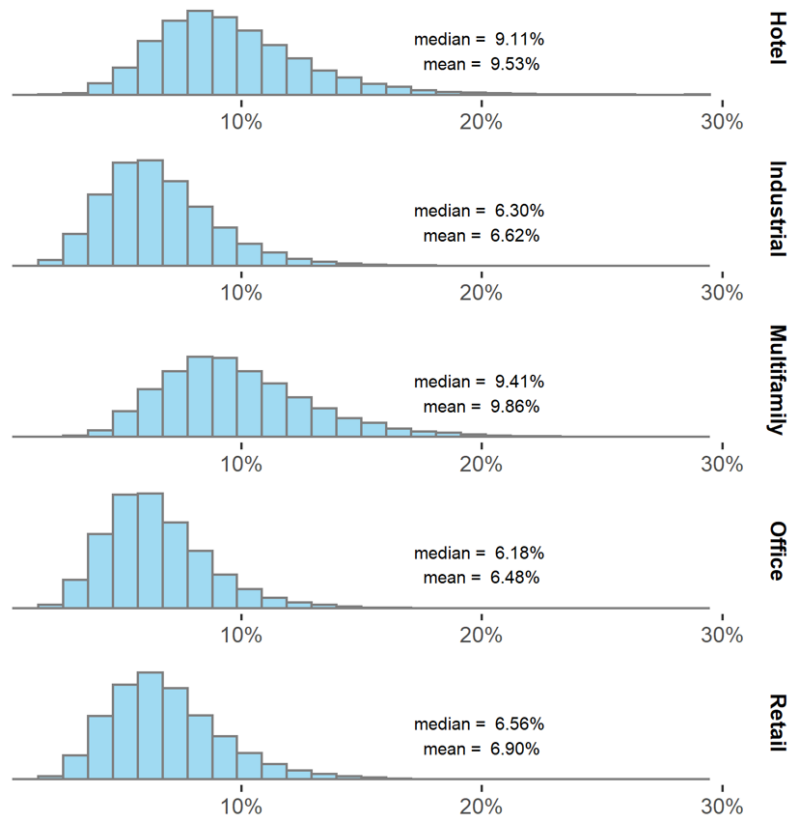 Hotel
median = 9.11%
mean = 9.53%
10% 20% 30%
Industrial
median = 6.30%
mean = 6.62%
10% 20% 30%
Multifamily
median = 9.41%
mean = 9.86%
10% 20% 30%
Office
median = 6.18%
mean = 6.48%
10% 20% 30%
Retail
median = 6.56%
mean = 6.90%
10% 20% 30%